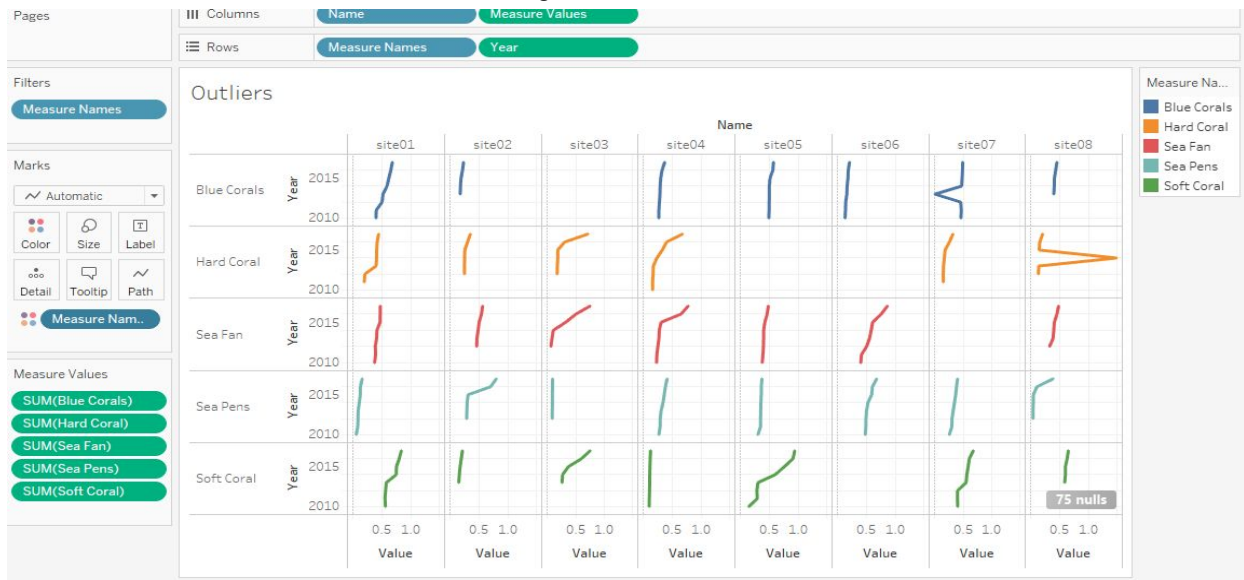 Pages
Columns Name Measure Values
Rows Measure Names Year
Filters
Measure Names
Marks
Automatic
Color Size Label
Detail Tooltip Path
Measure Nam..
Measure Values
SUM(Blue Corals)
SUM(Hard Coral)
SUM(Sea Fan)
SUM(Sea Pens)
SUM(Soft Coral)
Outliers
Name
site01 site02 site03 site04 site05 site06 site07 site08
Blue Corals Year 2015 2010
Hard Coral Year 2015 2010
Sea Fan Year 2015 2010
Sea Pens Year 2015 2010
Soft Coral Year 2015 2010
75 nulls
0.5 1.0 0.5 1.0 0.5 1.0 0.5 1.0 0.5 1.0 0.5 1.0 0.5 1.0 0.5 1.0
Value Value Value Value Value Value Value Value
Measure Na...
Blue Corals
Hard Coral
Sea Fan
Sea Pens
Soft Coral